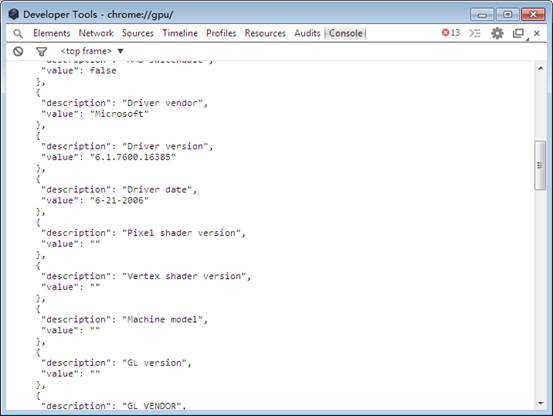 Developer Tools - chrome://gpu/
Elements Network Sources Timeline Profiles Resources Audits Console 13
<top frame>
"description": "AMD switchable",
"value": false
},
{
"description": "Driver vendor",
"value": "Microsoft"
},
{
"description": "Driver version",
"value": "6.1.7600.16385"
},
{
"description": "Driver date",
"value": "6-21-2006"
},
{
"description": "Pixel shader version",
"value": ""
},
{
"description": "Vertex shader version",
"value": ""
},
{
"description": "Machine model",
"value": ""
},
{
"description": "GL version",
"value": ""
},
{
"description": "GL_VENDOR",